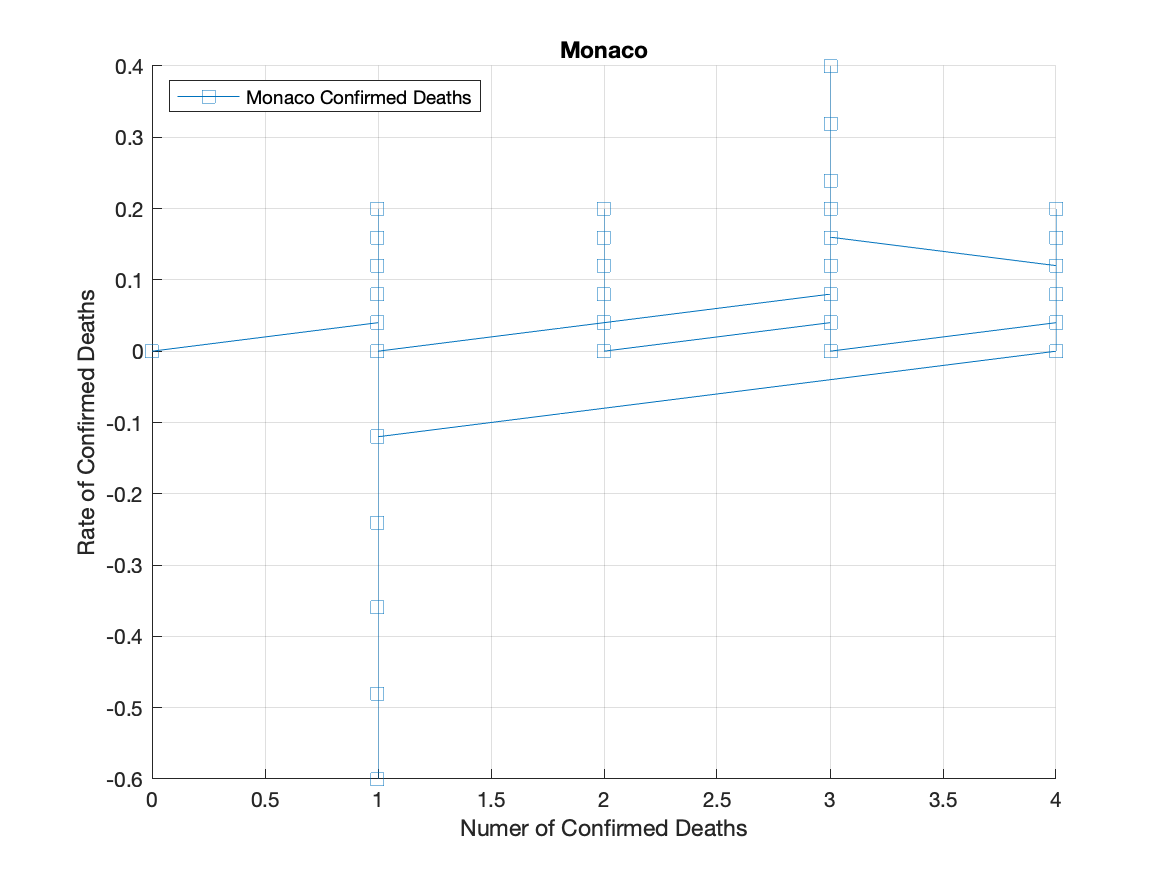 Monaco
Monaco Confirmed Deaths
Rate of Confirmed Deaths
0.4
0.3
0.2
0.1
0
-0.1
-0.2
-0.3
-0.4
-0.5
-0.6
0 0.5 1 1.5 2 2.5 3 3.5 4
Numer of Confirmed Deaths